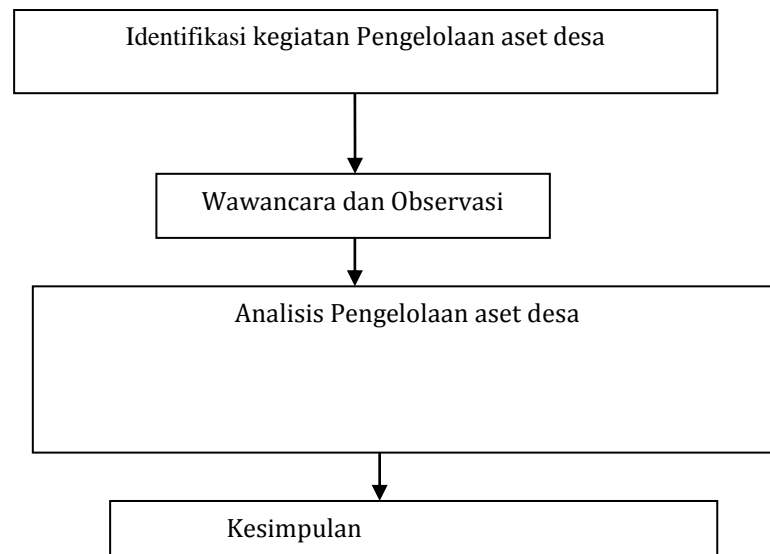 Identifikasi kegiatan Pengelolaan aset desa
Wawancara dan Observasi
Analisis Pengelolaan aset desa
Kesimpulan